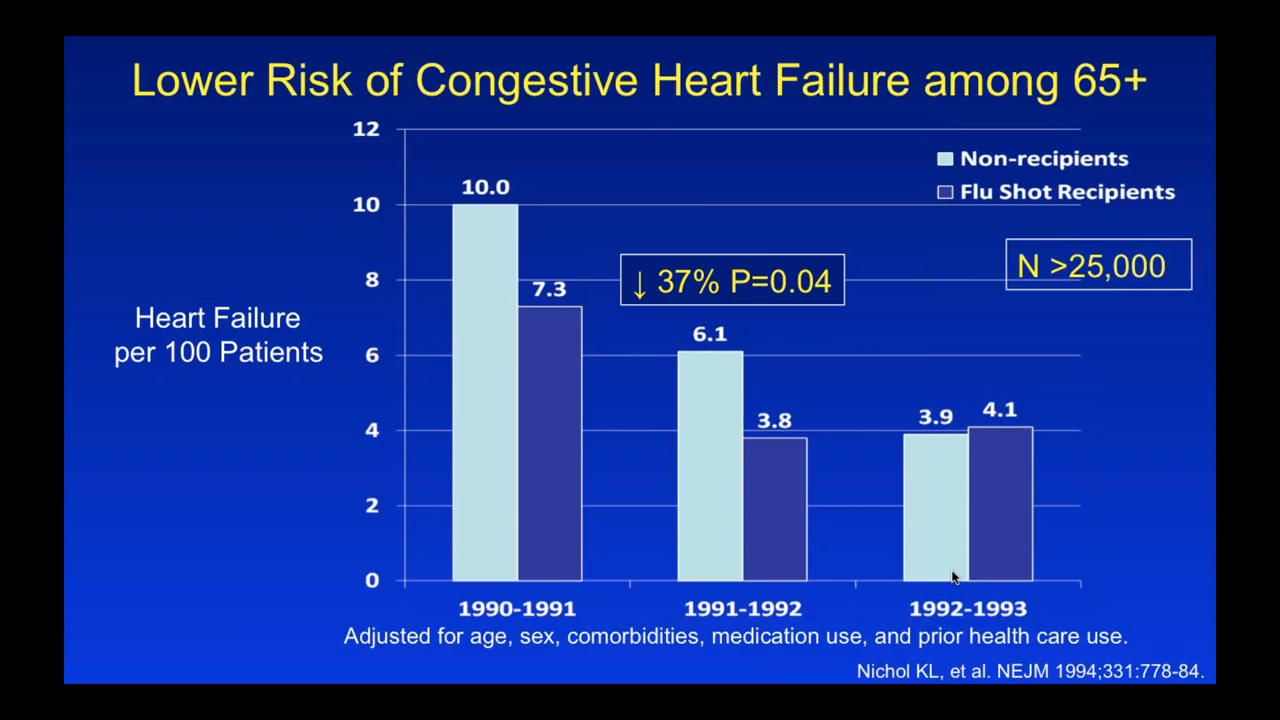 Lower Risk of Congestive Heart Failure among 65+
12
10
8
6
4
2
0
Heart Failure
per 100 Patients
Non-recipients
Flu Shot Recipients
N >25,000
↓ 37% P=0.04
10.0
7.3
6.1
3.8
3.9
4.1
1990-1991
1991-1992
1992-1993
Adjusted for age, sex, comorbidities, medication use, and prior health care use.
Nichol KL, et al. NEJM 1994;331:778-84.